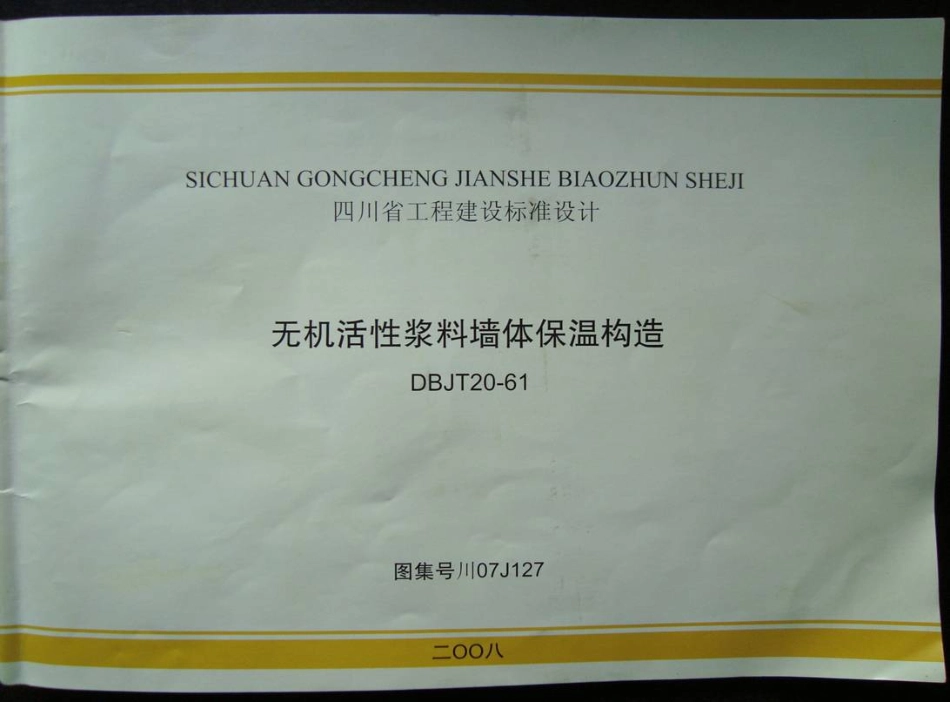 SICHUAN GONGCHENG JIANSHE BIAOZHUN SHEJI
四川省工程建设标准设计
无机活性浆料墙体保温构造
DBJT20-61
图集号川07J127
二OO八